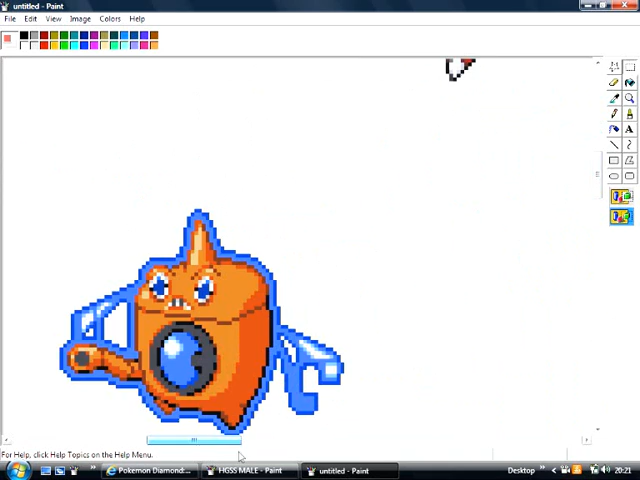 untitled - Paint
File Edit View Image Colors Help
A
For Help, click Help Topics on the Help Menu.
Pokemon Diamond:... HGSS MALE - Paint untitled - Paint Desktop » 20:21